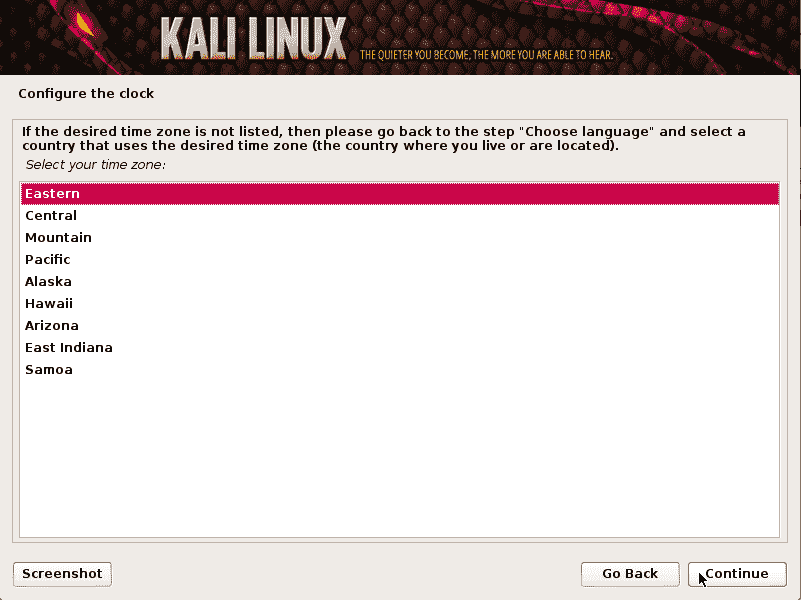 KALI LINUX
THE QUIETER YOU BECOME, THE MORE YOU ARE ABLE TO HEAR.
Configure the clock
If the desired time zone is not listed, then please go back to the step "Choose language" and select a
country that uses the desired time zone (the country where you live or are located).
Select your time zone:
Eastern
Central
Mountain
Pacific
Alaska
Hawaii
Arizona
East Indiana
Samoa
Screenshot
Go Back
Continue